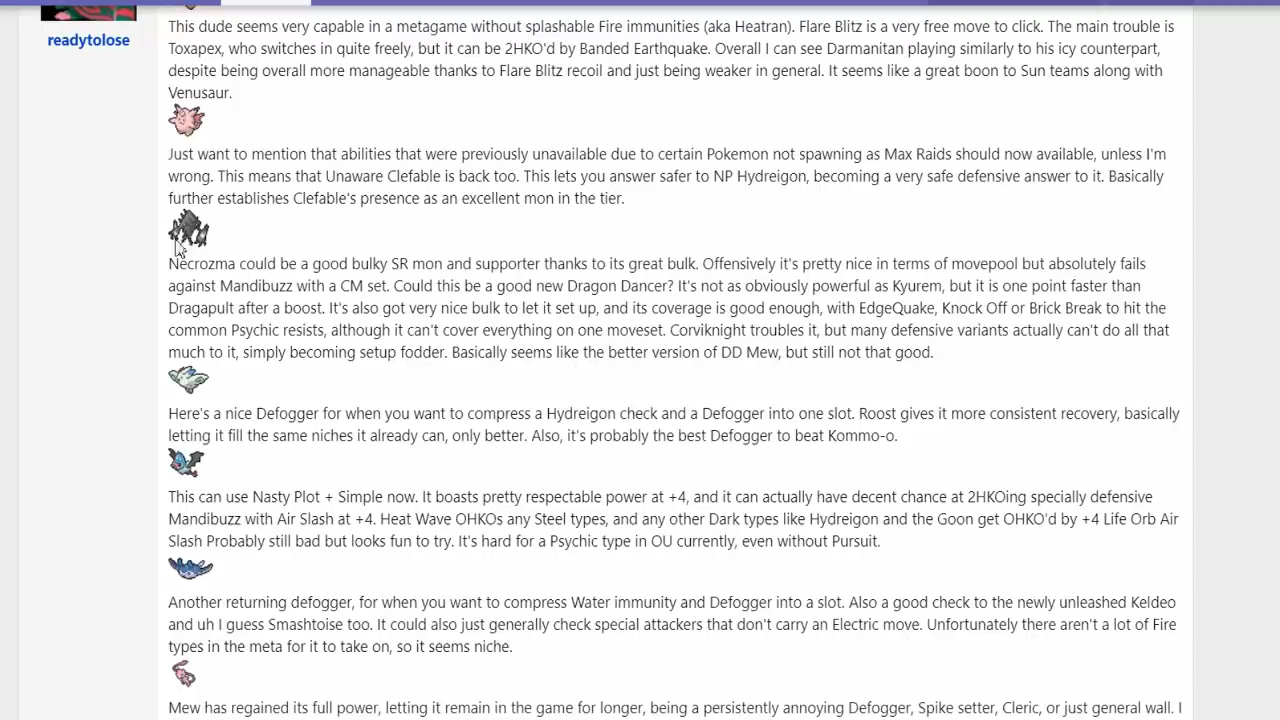 This dude seems very capable in a metagame without splashable Fire immunities (aka Heatran). Flare Blitz is a very free move to click. The main trouble is
readytolose
Toxapex, who switches in quite freely, but it can be 2HKO'd by Banded Earthquake. Overall I can see Darmanitan playing similarly to his icy counterpart,
despite being overall more manageable thanks to Flare Blitz recoil and just being weaker in general. It seems like a great boon to Sun teams along with
Venusaur.
Just want to mention that abilities that were previously unavailable due to certain Pokemon not spawning as Max Raids should now available, unless I'm
wrong. This means that Unaware Clefable is back too. This lets you answer safer to NP Hydreigon, becoming a very safe defensive answer to it. Basically
further establishes Clefable's presence as an excellent mon in the tier.
Necrozma could be a good bulky SR mon and supporter thanks to its great bulk. Offensively it's pretty nice in terms of movepool but absolutely fails
against Mandibuzz with a CM set. Could this be a good new Dragon Dancer? It's not as obviously powerful as Kyurem, but it is one point faster than
Dragapult after a boost. It's also got very nice bulk to let it set up, and its coverage is good enough, with EdgeQuake, Knock Off or Brick Break to hit the
common Psychic resists, although it can't cover everything on one moveset. Corviknight troubles it, but many defensive variants actually can't do all that
much to it, simply becoming setup fodder. Basically seems like the better version of DD Mew, but still not that good.
Here's a nice Defogger for when you want to compress a Hydreigon check and a Defogger into one slot. Roost gives it more consistent recovery, basically
letting it fill the same niches it already can, only better. Also, it's probably the best Defogger to beat Kommo-o.
This can use Nasty Plot + Simple now. It boasts pretty respectable power at +4, and it can actually have decent chance at 2HKOing specially defensive
Mandibuzz with Air Slash at +4. Heat Wave OHKOs any Steel types, and any other Dark types like Hydreigon and the Goon get OHKO'd by +4 Life Orb Air
Slash Probably still bad but looks fun to try. It's hard for a Psychic type in OU currently, even without Pursuit.
Another returning defogger, for when you want to compress Water immunity and Defogger into a slot. Also a good check to the newly unleashed Keldeo
and uh I guess Smashtoise too. It could also just generally check special attackers that don't carry an Electric move. Unfortunately there aren't a lot of Fire
types in the meta for it to take on, so it seems niche.
Mew has regained its full power, letting it remain in the game for longer, being a persistently annoying Defogger, Spike setter, Cleric, or just general wall. I